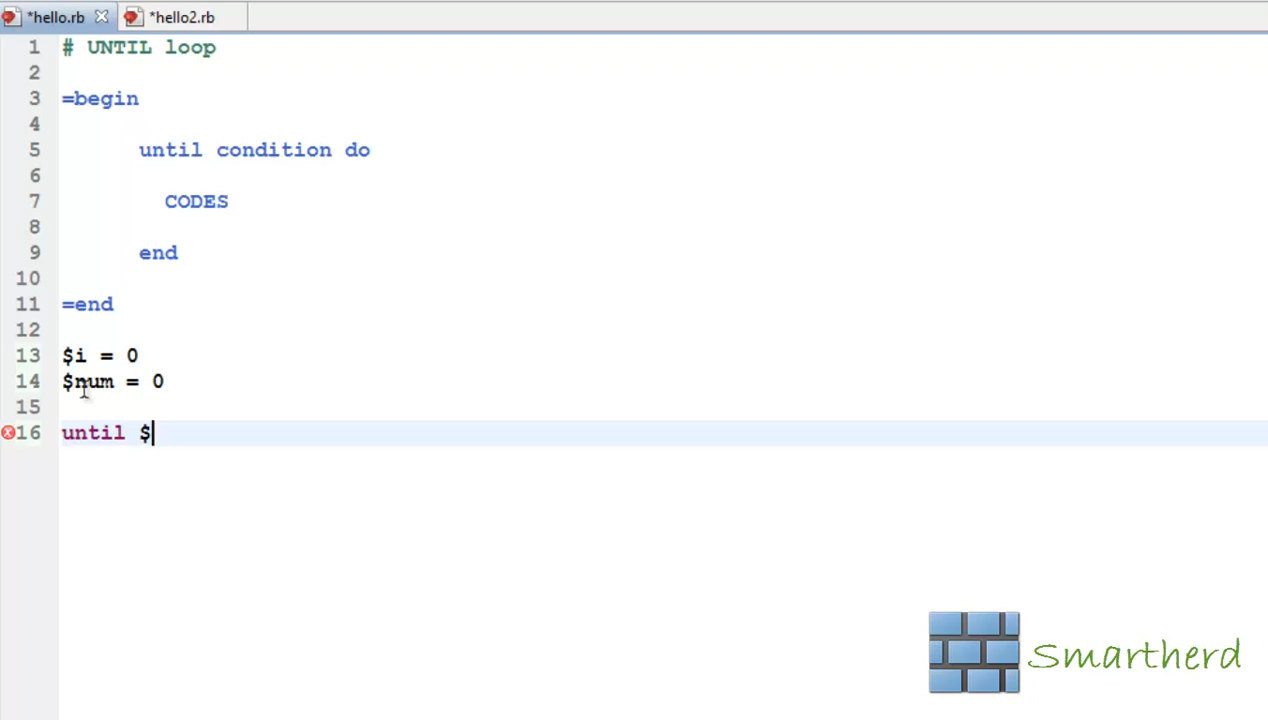 *hello.rb *hello2.rb
1 # UNTIL loop
2
3 =begin
4
5 until condition do
6
7 CODES
8
9 end
10
11 =end
12
13 $i = 0
14 $num = 0
15
16 until $
Smartherd